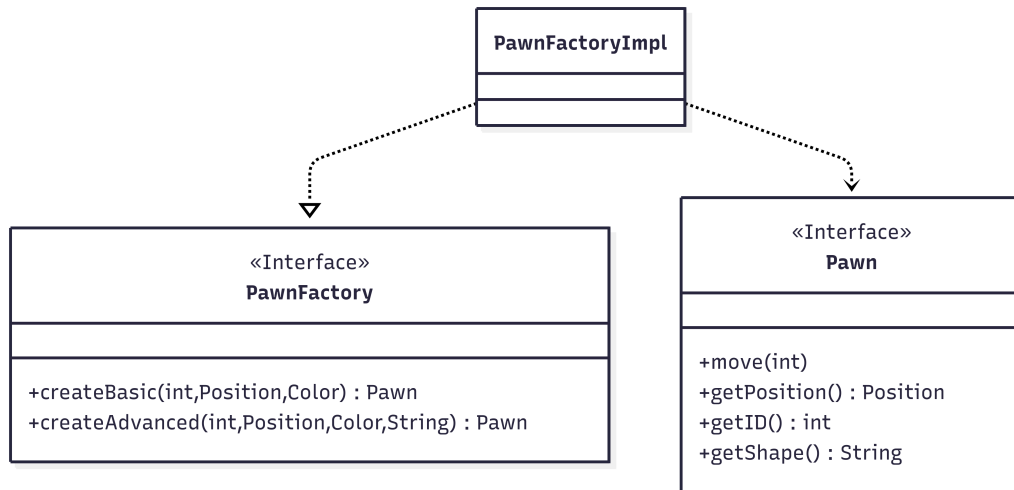 PawnFactoryImpl
«Interface»
PawnFactory
+createBasic(int,Position,Color) : Pawn
+createAdvanced(int,Position,Color,String) : Pawn
«Interface»
Pawn
+move(int)
+getPosition() : Position
+getID() : int
+getShape() : String